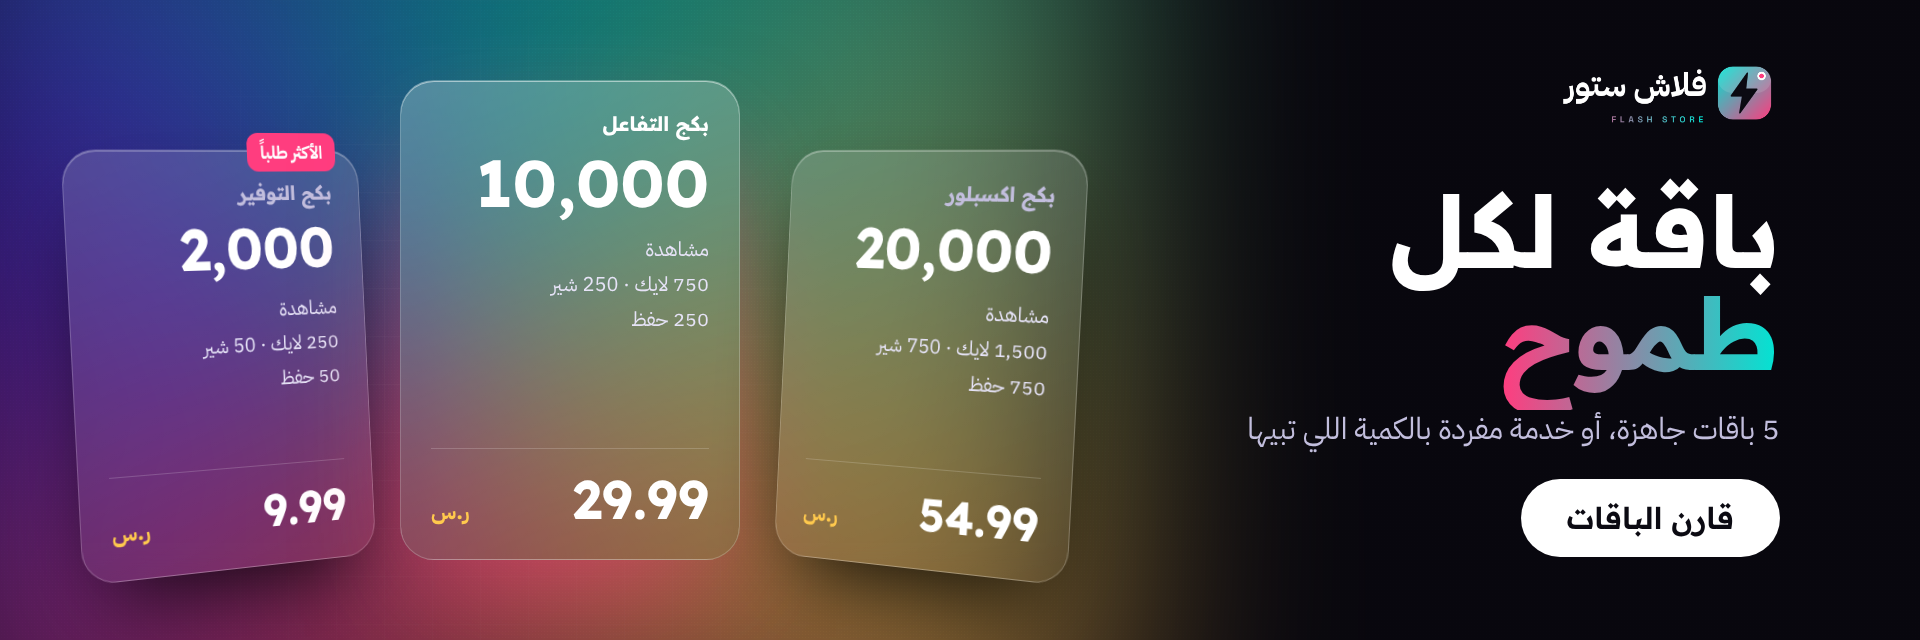 فلاش ستور
FLASH STORE
باقة لكل
طموح
5 باقات جاهزة، أو خدمة مفردة بالكمية اللي تبيها
قارن الباقات
بكج اكسبلور
20,000
مشاهدة
1,500 لايك · 750 شير
750 حفظ
54.99
ر.س
بكج التفاعل
10,000
مشاهدة
750 لايك · 250 شير
250 حفظ
29.99
ر.س
الأكثر طلباً
بكج التوفير
2,000
مشاهدة
250 لايك · 50 شير
50 حفظ
9.99
ر.س